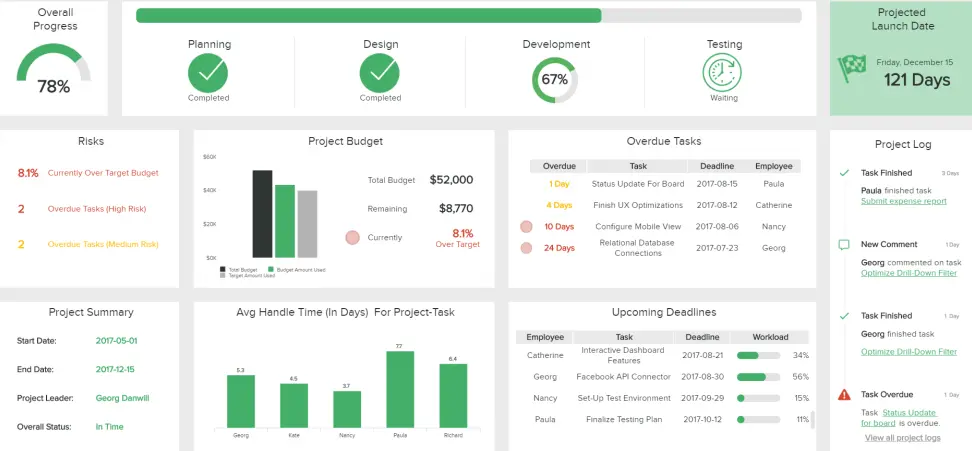 Overall
Progress
78%
Planning
Completed
Design
Completed
Development
67%
Testing
Waiting
Projected
Launch Date
Friday, December 15
121 Days
Risks
8.1% Currently Over Target Budget
2 Overdue Tasks (High Risk)
2 Overdue Tasks (Medium Risk)
Project Budget
$60K
$40K
$20K
$0K
Total Budget Budget Amount Used
Target Amount Used
Total Budget $52,000
Remaining $8,770
Currently 8.1%
Over Target
Overdue Tasks
Overdue Task Deadline Employee
1 Day Status Update For Board 2017-08-15 Paula
4 Days Finish UX Optimizations 2017-08-12 Catherine
10 Days Configure Mobile View 2017-08-06 Nancy
24 Days Relational Database Connections 2017-07-23 Georg
Project Log
Task Finished 3 Days
Paula finished task
Submit expense report
New Comment 1 Day
Georg commented on task
Optimize Drill-Down Filter
Task Finished 1 Day
Georg finished task
Optimize Drill-Down Filter
Task Overdue 1 Day
Task Status Update
for board is overdue.
View all project logs
Project Summary
Start Date: 2017-05-01
End Date: 2017-12-15
Project Leader: Georg Danwill
Overall Status: In Time
Avg Handle Time (In Days) For Project-Task
5.3
4.5
3.7
7.7
6.4
Georg
Kate
Nancy
Paula
Richard
Upcoming Deadlines
Employee Task Deadline Workload
Catherine Interactive Dashboard Features 2017-08-21 34%
Georg Facebook API Connector 2017-08-30 56%
Nancy Set-Up Test Environment 2017-09-29 15%
Paula Finalize Testing Plan 2017-10-12 11%